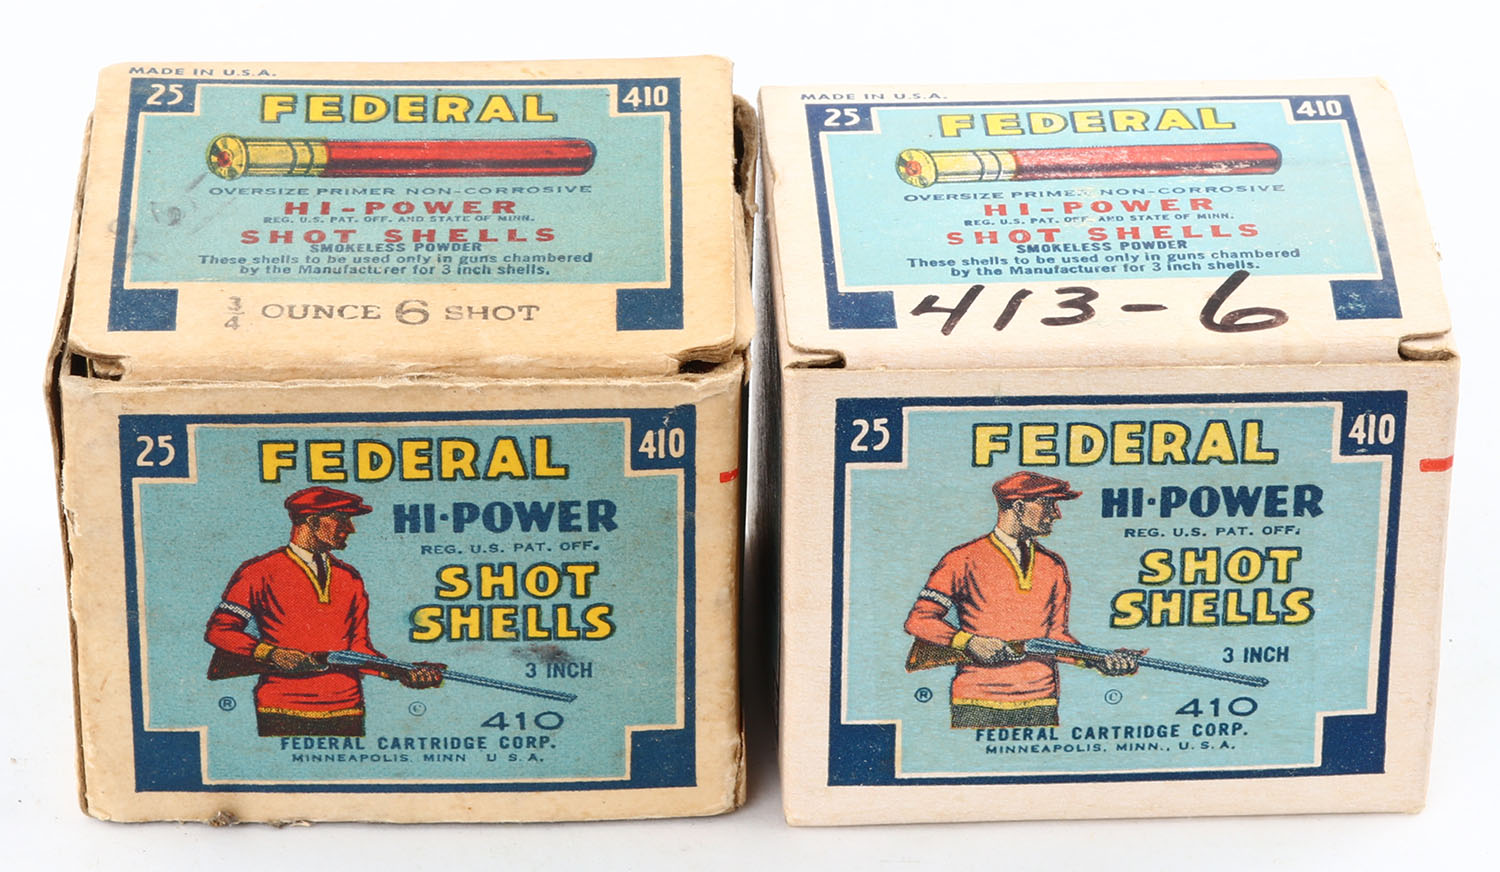 MADE IN U.S.A.
25 410
FEDERAL
OVERSIZE PRIMER NON-CORROSIVE
HI-POWER
REG. U.S. PAT. OFF. AND STATE OF MINN.
SHOT SHELLS
SMOKELESS POWDER
These shells to be used only in guns chambered
by the Manufacturer for 3 inch shells.
3/4 OUNCE 6 SHOT
25 410
FEDERAL
HI-POWER
REG. U.S. PAT. OFF.
SHOT
SHELLS
3 INCH
® ©
410
FEDERAL CARTRIDGE CORP.
MINNEAPOLIS. MINN U S.A.
MADE IN U.S.A.
25 410
FEDERAL
OVERSIZE PRIMER NON-CORROSIVE
HI-POWER
REG. U.S. PAT. OFF. AND STATE OF MINN.
SHOT SHELLS
SMOKELESS POWDER
These shells to be used only in guns chambered
by the Manufacturer for 3 inch shells.
413-6
25 410
FEDERAL
HI-POWER
REG. U.S. PAT. OFF.
SHOT
SHELLS
3 INCH
® ©
410
FEDERAL CARTRIDGE CORP.
MINNEAPOLIS, MINN., U.S.A.